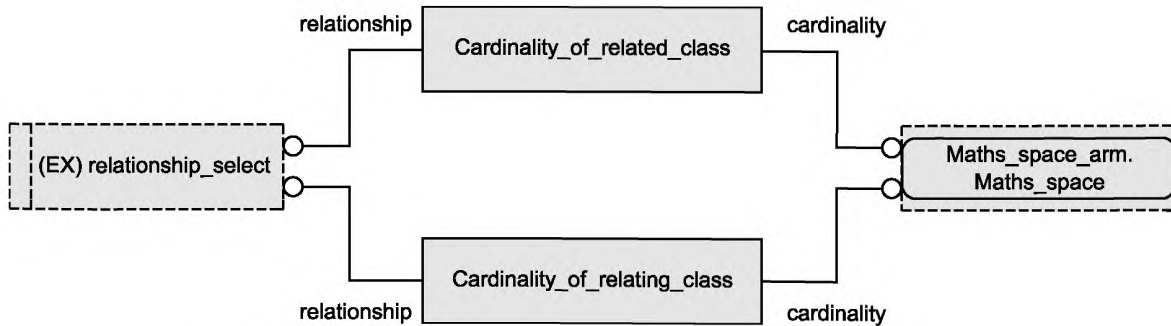 relationship
cardinality
Cardinality_of_related_class
(EX) relationship_select
Maths_space_arm.
Maths_space
Cardinality_of_relating_class
relationship
cardinality